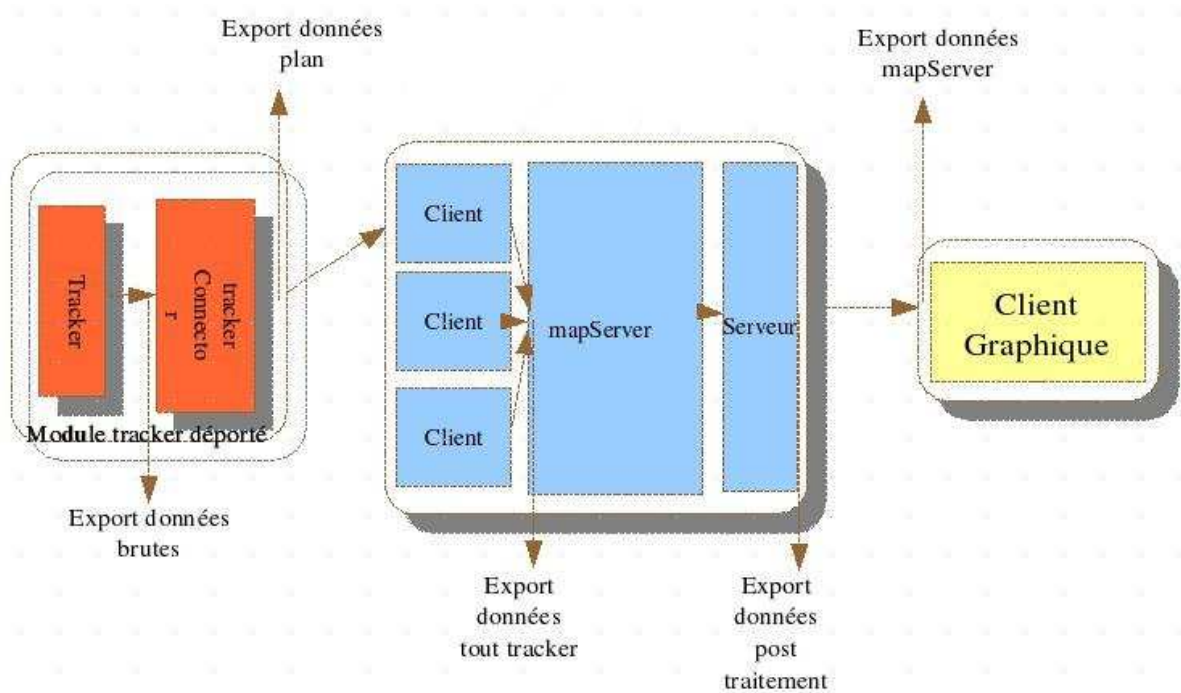 Export données
plan
Export données
mapServer
Tracker
tracker
Connecto
r
Module tracker déporté
Export données
brutes
Client
Client
Client
mapServer
Serveur
Client
Graphique
Export
données
tout tracker
Export
données
post
traitement